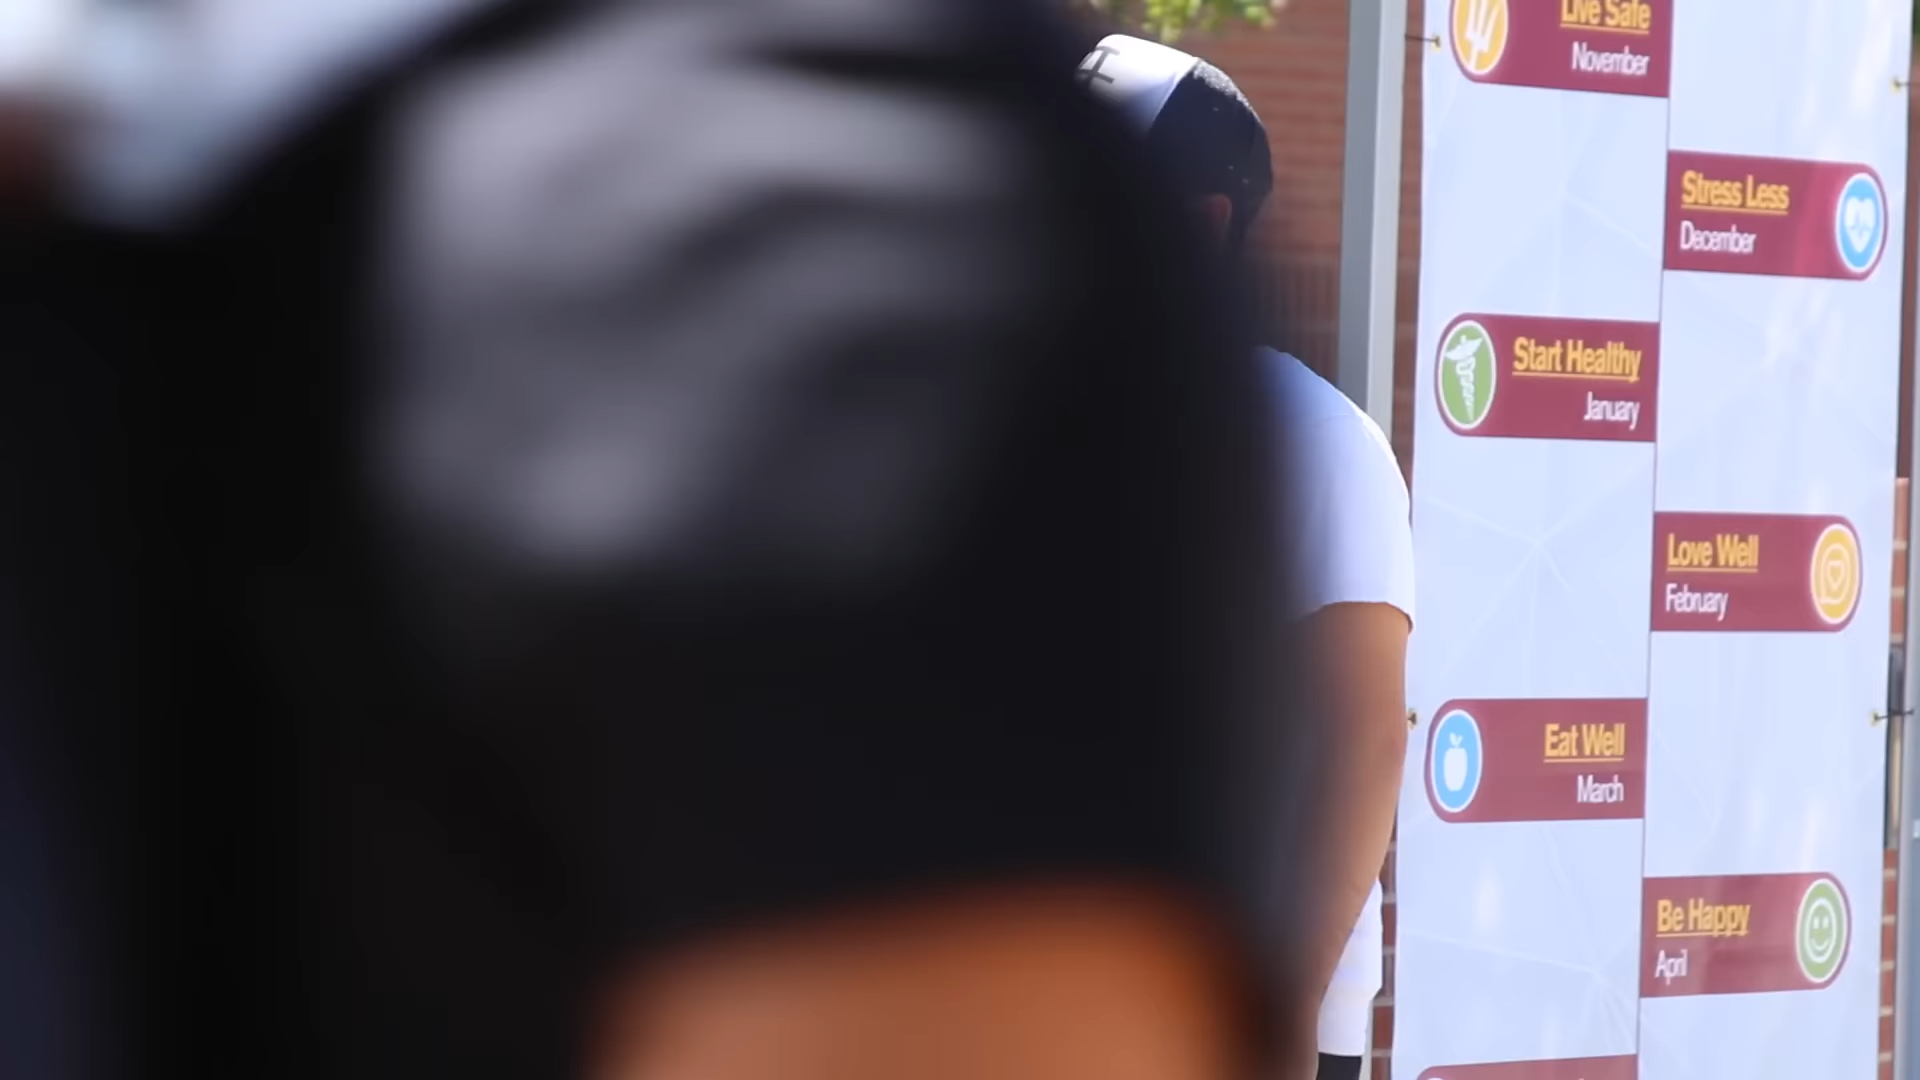 Live Safe
November
Stress Less
December
Start Healthy
January
Love Well
February
Eat Well
March
Be Happy
April